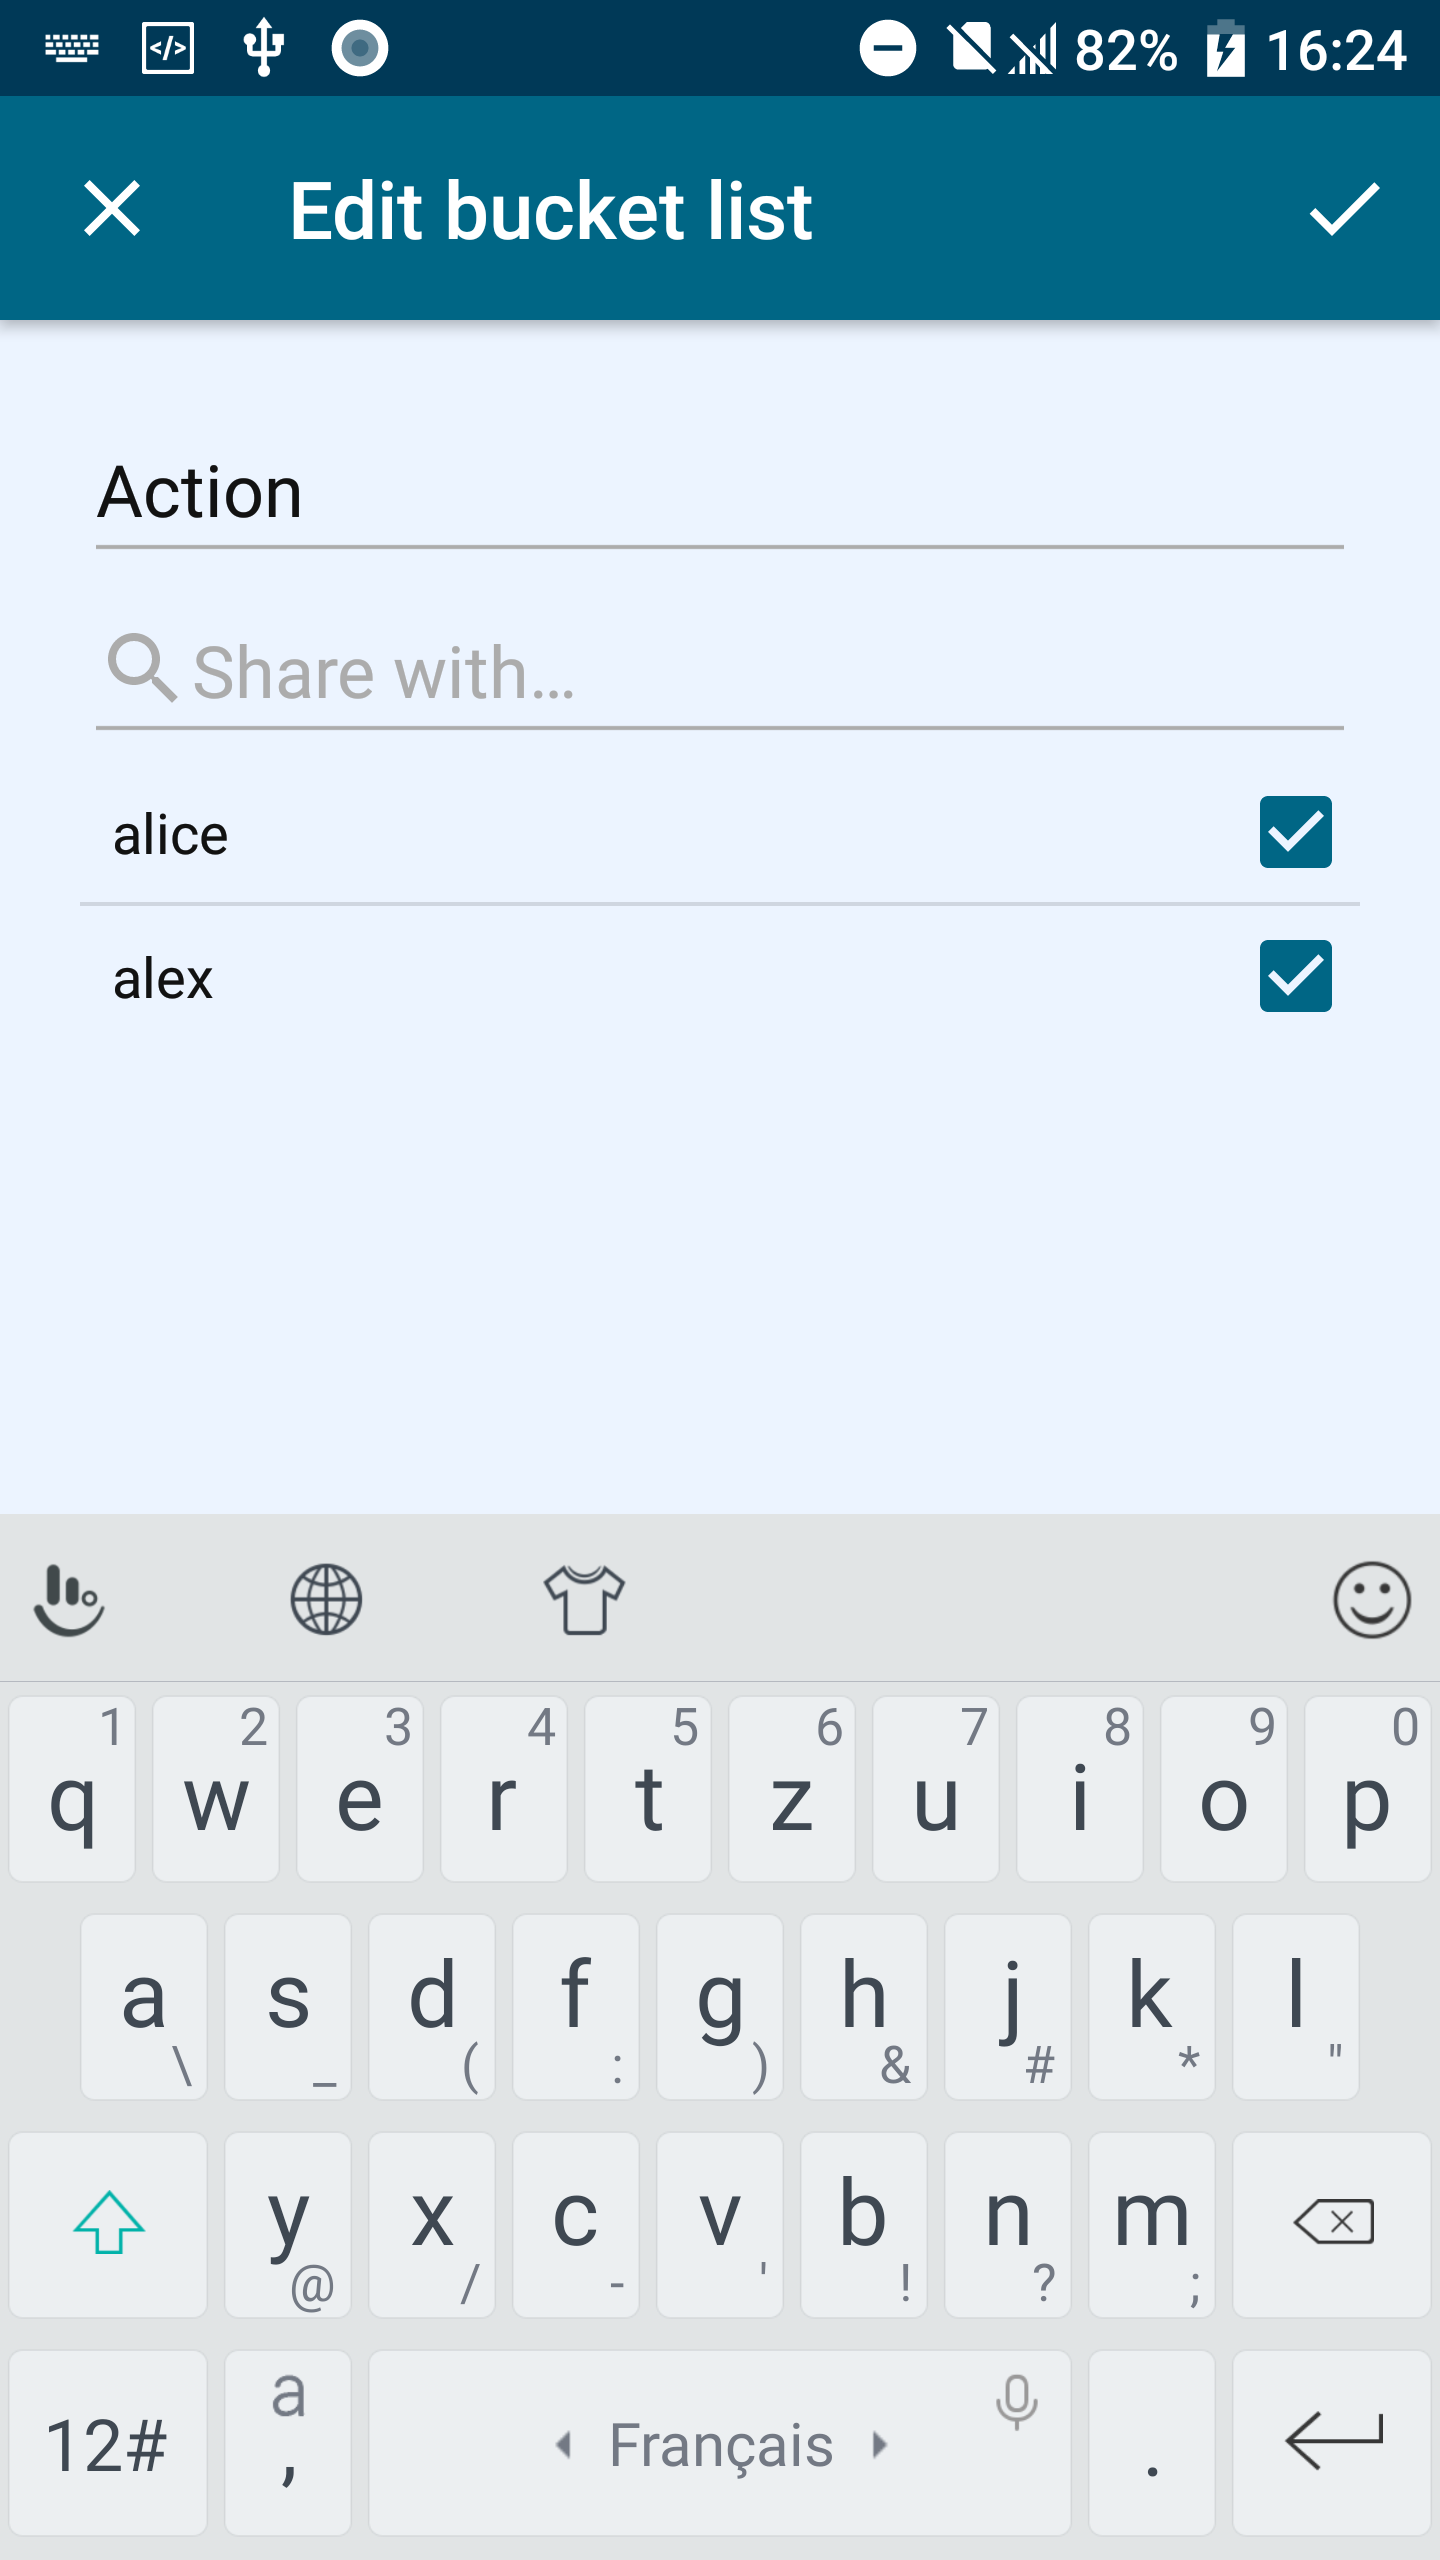 82% 16:24
Edit bucket list
Action
Share with...
alice
alex
1 2 3 4 5 6 7 8 9 0
q w e r t z u i o p
a s d f g h j k l
\ _ ( : ) & # * "
y x c v b n m
@ / - ' ! ? ;
a
12# , Français .